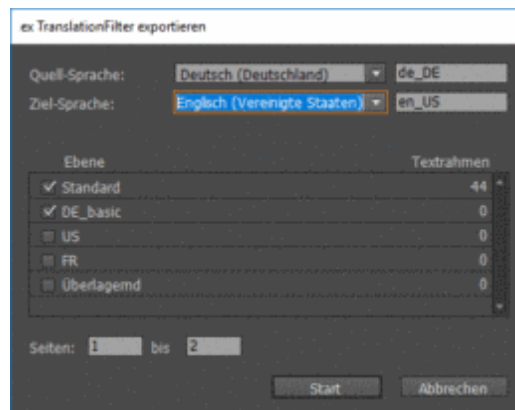 ex TranslationFilter exportieren
Quell-Sprache: Deutsch (Deutschland) de_DE
Ziel-Sprache: Englisch (Vereinigte Staaten) en_US
Ebene Textrahmen
Standard 44
DE_basic 0
US 0
FR 0
Überlagernd 0
Seiten: 1 bis 2
Start Abbrechen